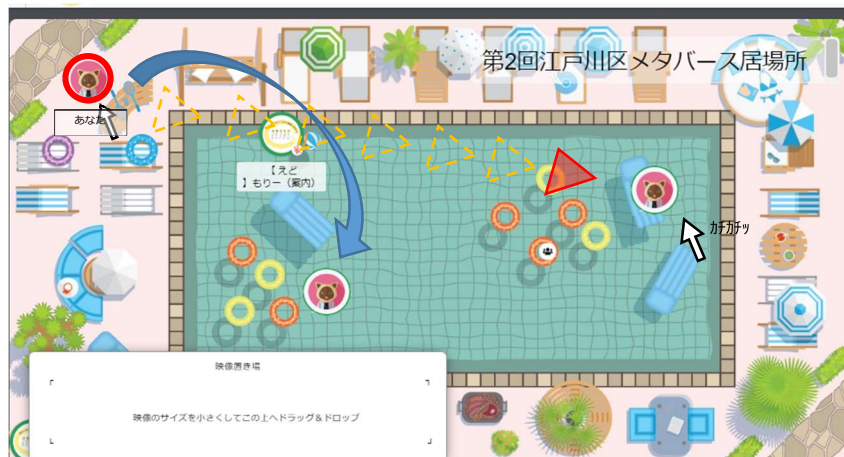 第2回江戸川区メタバース居場所
あなた
【えど
】もりー（案内）
ｶﾁｶﾁｯ
映像置き場
映像のサイズを小さくしてこの上へドラッグ＆ドロップ